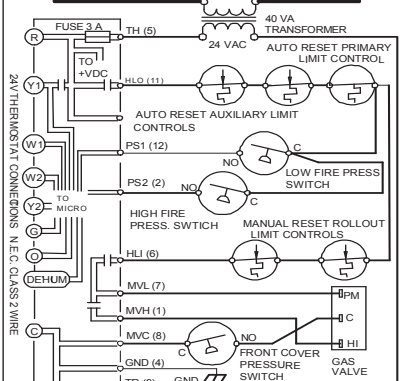 FUSE 3 A
TH (5)
40 VA
TRANSFORMER
24 VAC
R
TO
+VDC
AUTO RESET PRIMARY
LIMIT CONTROL
Y1
HLO (11)
AUTO RESET AUXILIARY LIMIT
CONTROLS
W1
PS1 (12)
C
NO
LOW FIRE PRESS
SWITCH
W2
PS2 (2)
NO
C
Y2
TO
MICRO
HIGH FIRE
PRESS. SWTICH
G
MANUAL RESET ROLLOUT
LIMIT CONTROLS
O
HLI (6)
DEHUM
MVL (7)
PM
MVH (1)
C
C
MVC (8)
NO
HI
C
FRONT COVER
PRESSURE
SWITCH
GAS
VALVE
GND (4)
GND
24V THERMOSTAT CONNECTIONS N.E.C. CLASS 2 WIRE